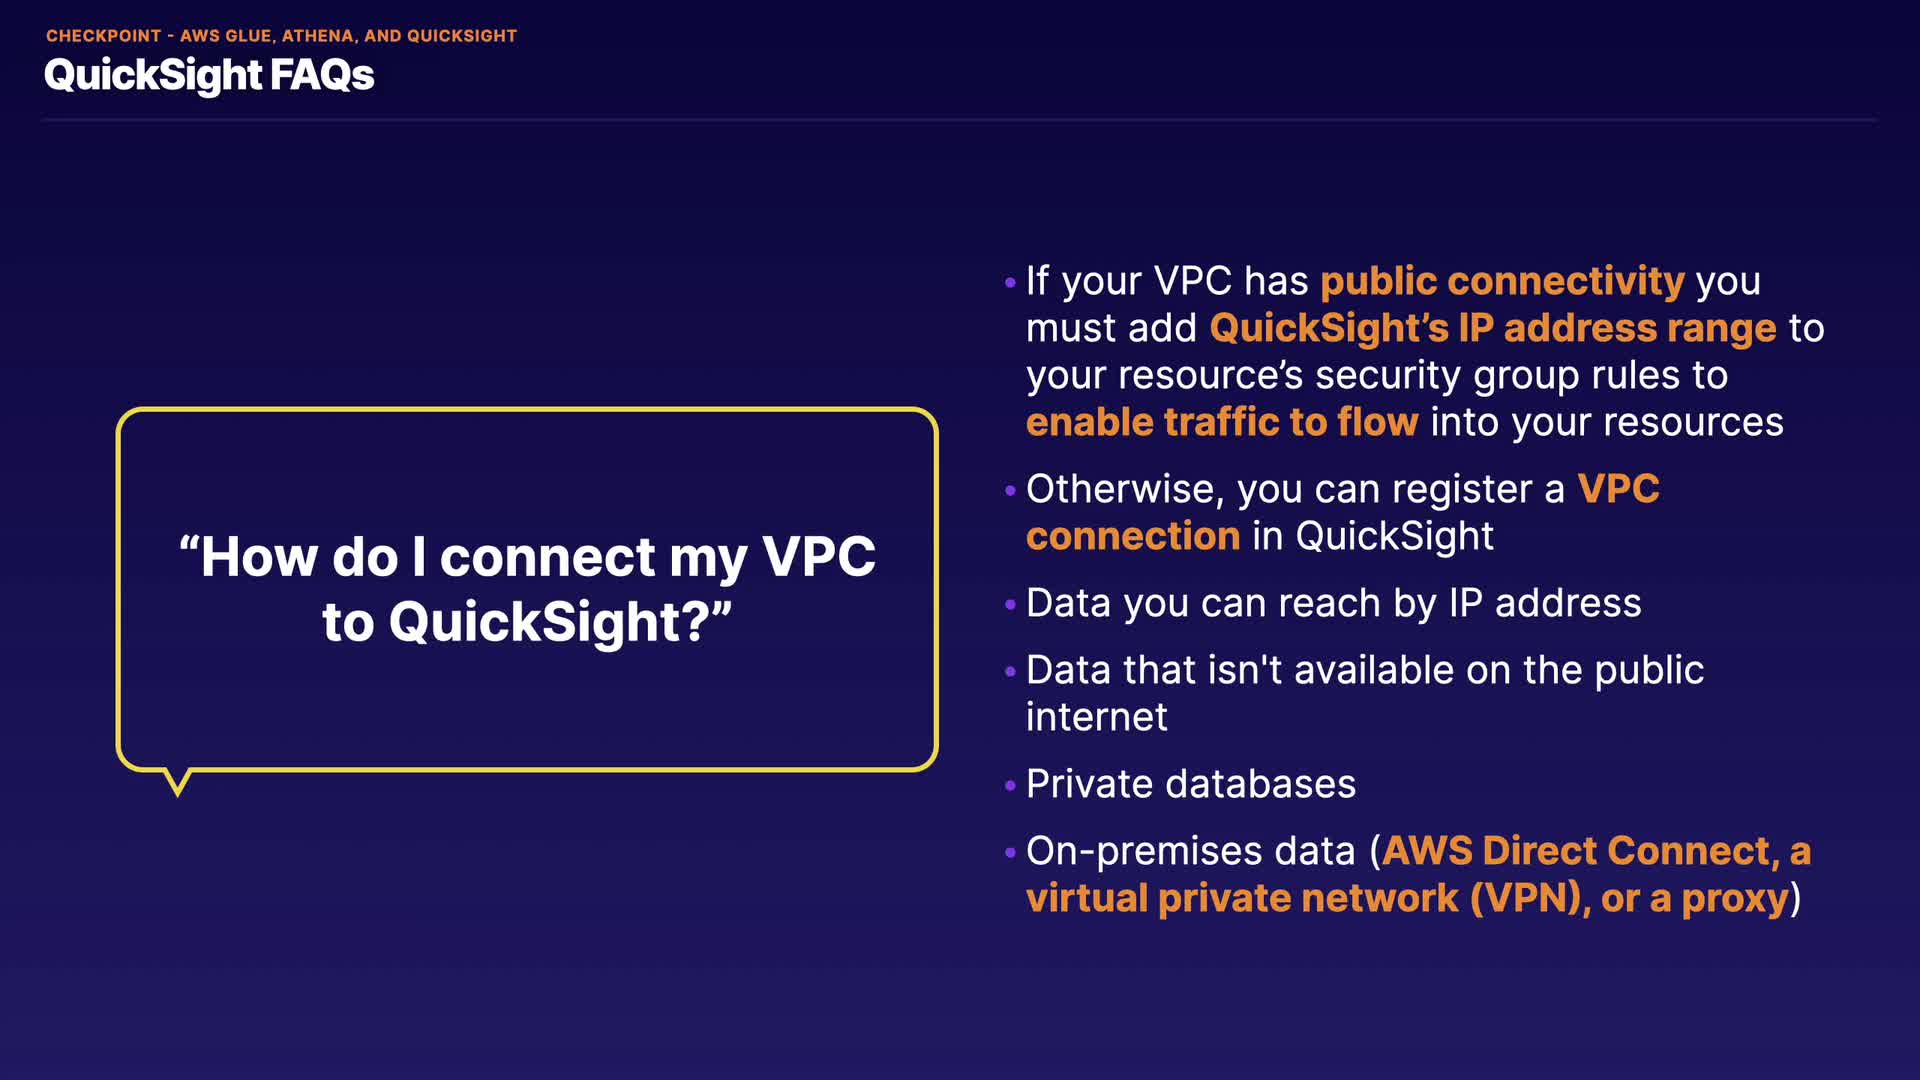 CHECKPOINT - AWS GLUE, ATHENA, AND QUICKSIGHT
QuickSight FAQs
“How do I connect my VPC
to QuickSight?”
• If your VPC has public connectivity you
must add QuickSight’s IP address range to
your resource’s security group rules to
enable traffic to flow into your resources
• Otherwise, you can register a VPC
connection in QuickSight
• Data you can reach by IP address
• Data that isn't available on the public
internet
• Private databases
• On-premises data (AWS Direct Connect, a
virtual private network (VPN), or a proxy)